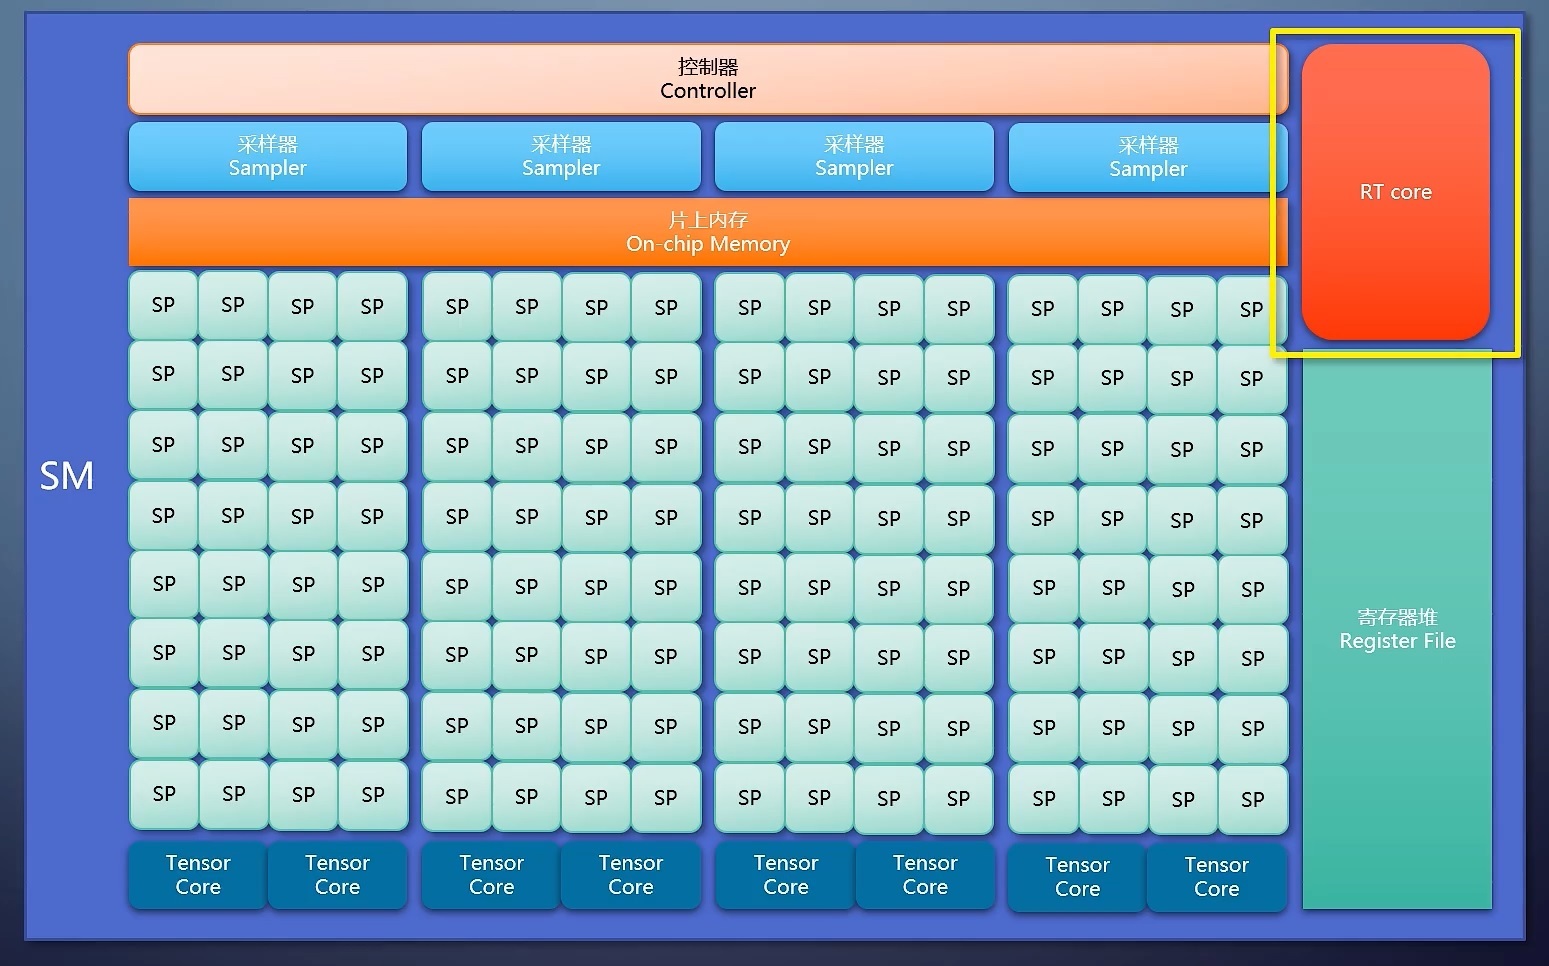 控制器
Controller
采样器 采样器 采样器 采样器
Sampler Sampler Sampler Sampler
RT core
片上内存
On-chip Memory
SP SP SP SP SP SP SP SP SP SP SP SP SP SP SP SP
SP SP SP SP SP SP SP SP SP SP SP SP SP SP SP SP
SP SP SP SP SP SP SP SP SP SP SP SP SP SP SP SP
SM
SP SP SP SP SP SP SP SP SP SP SP SP SP SP SP SP
SP SP SP SP SP SP SP SP SP SP SP SP SP SP SP SP
寄存器堆
Register File
SP SP SP SP SP SP SP SP SP SP SP SP SP SP SP SP
SP SP SP SP SP SP SP SP SP SP SP SP SP SP SP SP
SP SP SP SP SP SP SP SP SP SP SP SP SP SP SP SP
Tensor Tensor Tensor Tensor Tensor Tensor Tensor Tensor
Core Core Core Core Core Core Core Core